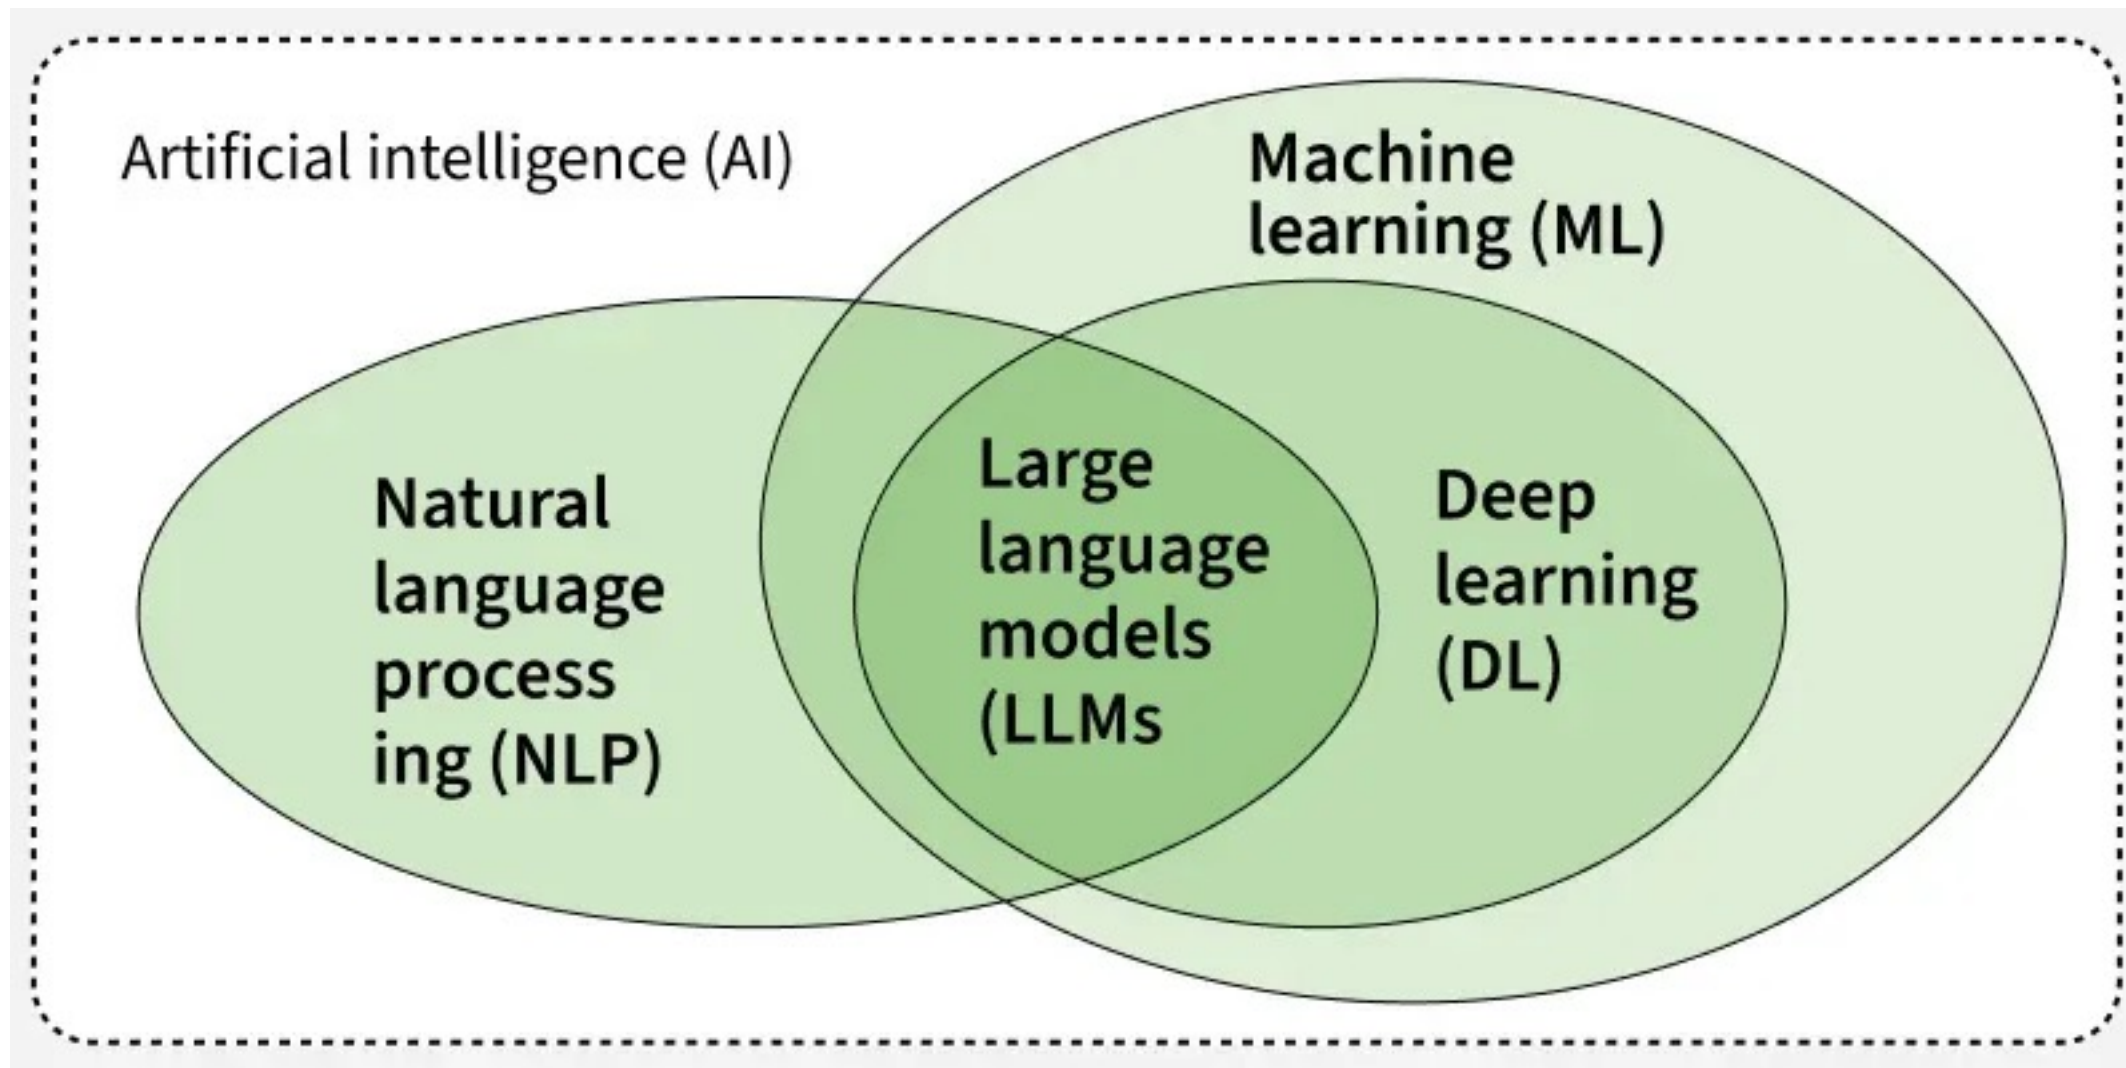 Artificial intelligence (AI)
Machine
learning (ML)
Natural
language
process
ing (NLP)
Large
language
models
(LLMs
Deep
learning
(DL)